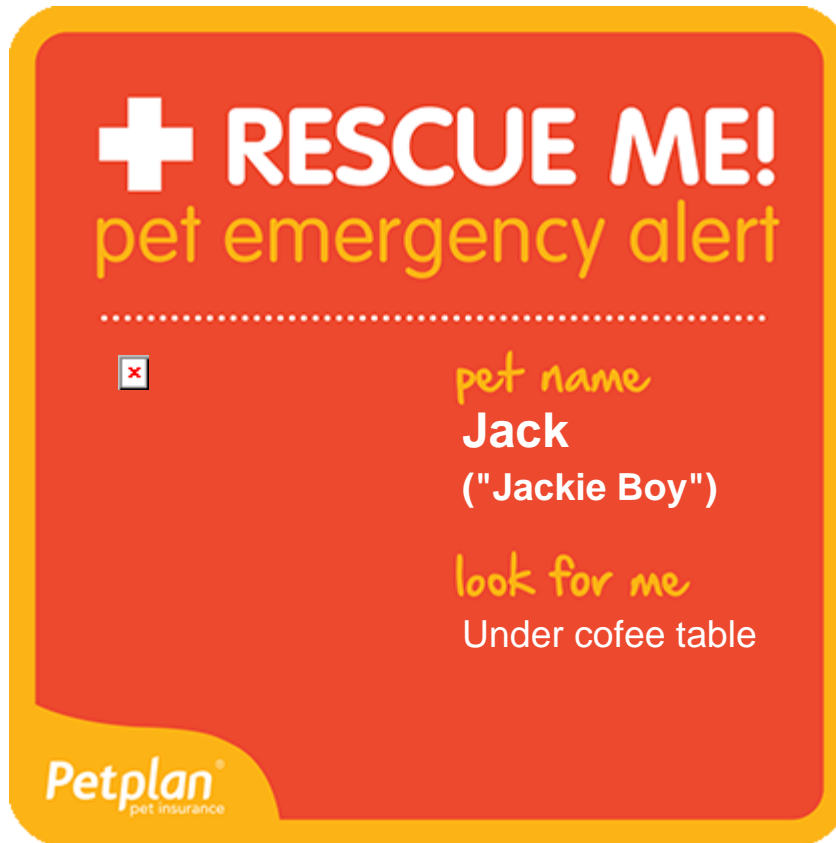 RESCUE ME!
pet emergency alert
pet name
Jack
("Jackie Boy")
look for me
Under cofee table
Petplan®
pet insurance